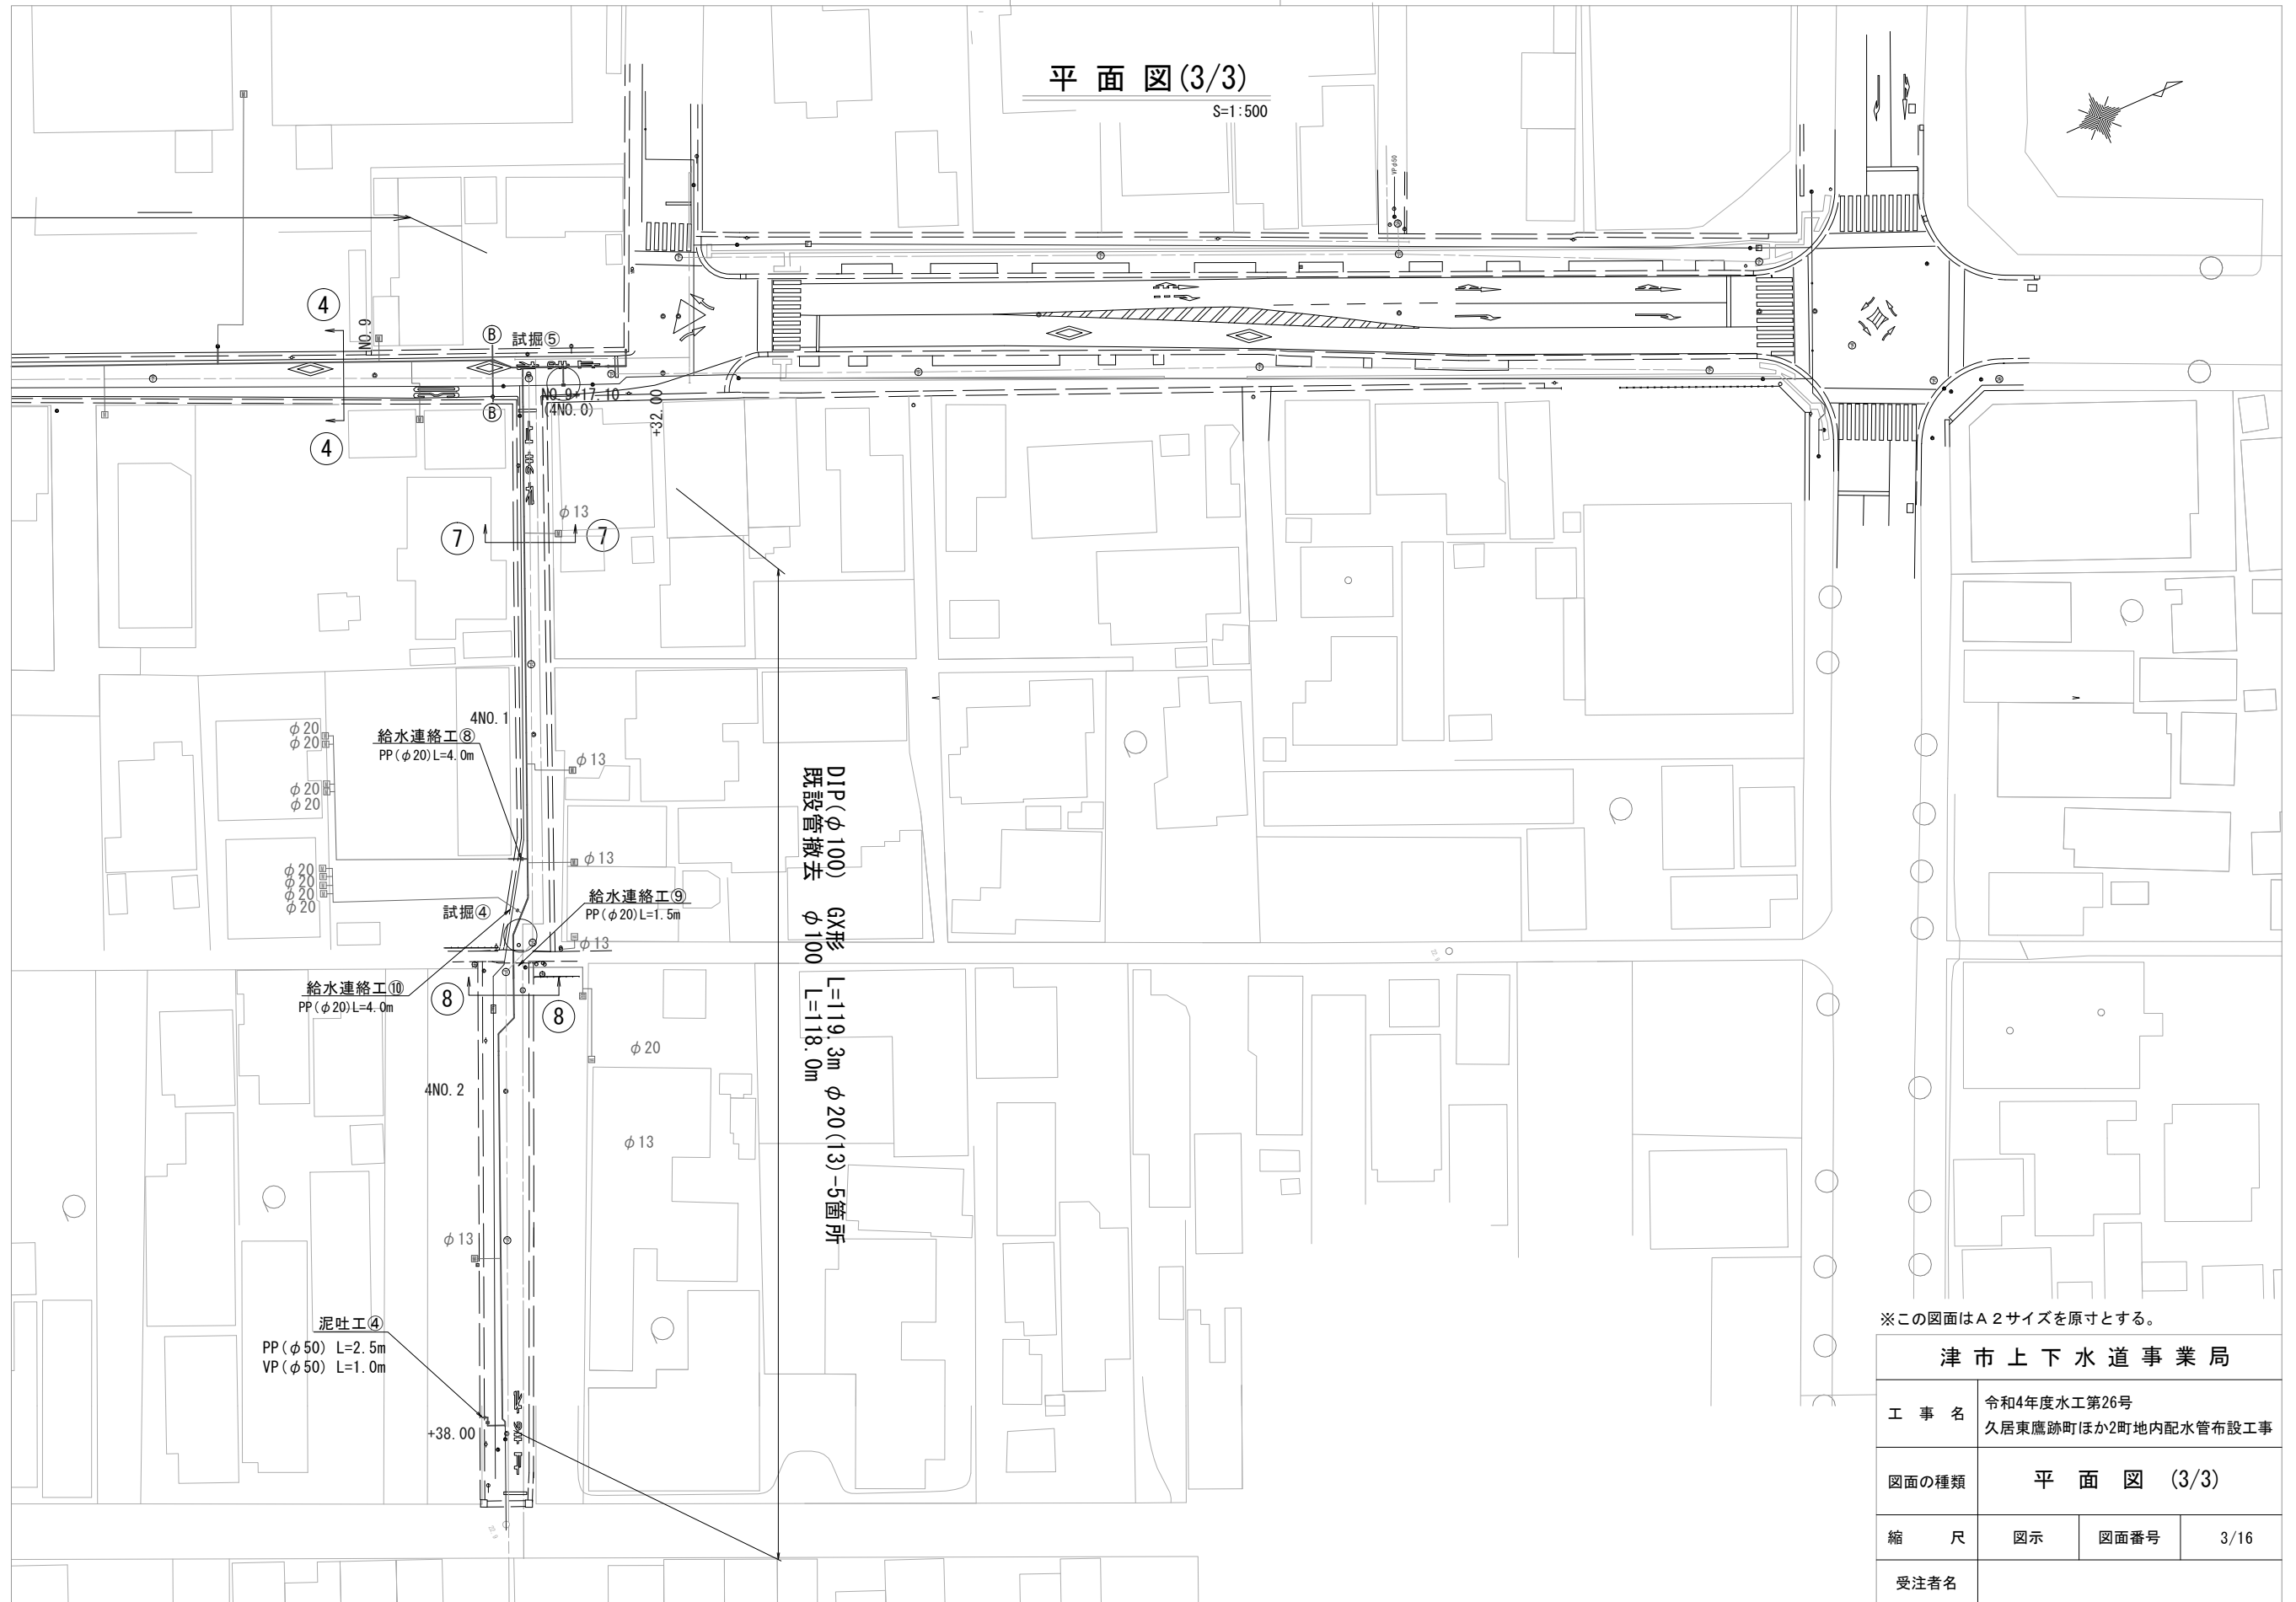 平 面 図(3/3)
S=1:500
VPφ50
④
NO.9
Ⓑ
試掘⑤
④
Ⓑ
NO.9+17.10
(4NO.0)
+32.00
止
φ13
⑦
⑦
4NO.1
給水連絡工⑧
PP(φ20)L=4.0m
φ20
φ20
φ20
φ20
φ13
φ13
φ20
φ20
φ20
φ20
試掘④
給水連絡工⑨
PP(φ20)L=1.5m
φ13
給水連絡工⑩
PP(φ20)L=4.0m
⑧
⑧
φ20
4NO.2
φ13
φ13
DIP(φ100) GX形 L=119.3m φ20(13)-5箇所
既設管撤去 φ100 L=118.0m
泥吐工④
PP(φ50) L=2.5m
VP(φ50) L=1.0m
+38.00
止
※この図面はA2サイズを原寸とする。
津市上下水道事業局
工 事 名
令和4年度水工第26号
久居東鷹跡町ほか2町地内配水管布設工事
図面の種類
平 面 図 (3/3)
縮 尺 図示 図面番号 3/16
受注者名